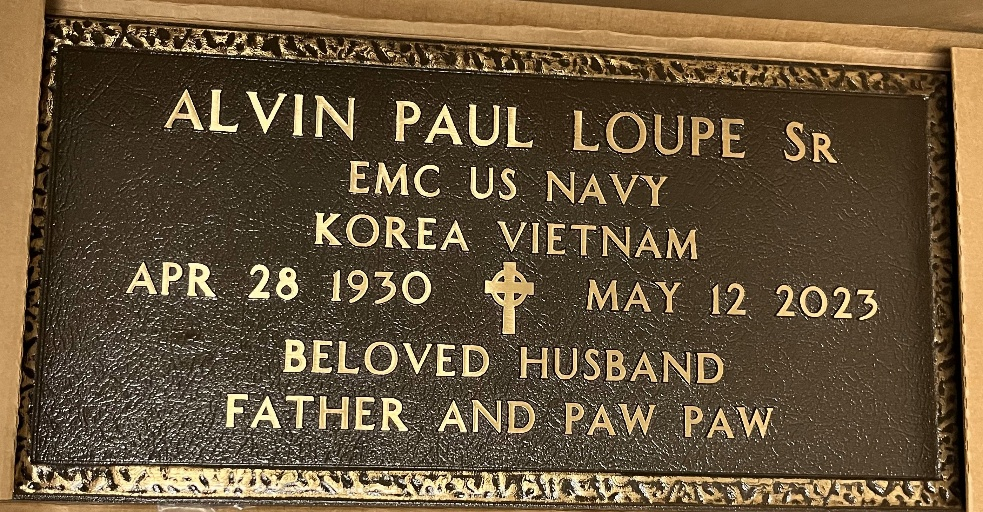 ALVIN PAUL LOUPE SR
EMC US NAVY
KOREA VIETNAM
APR 28 1930 MAY 12 2023
BELOVED HUSBAND
FATHER AND PAW PAW